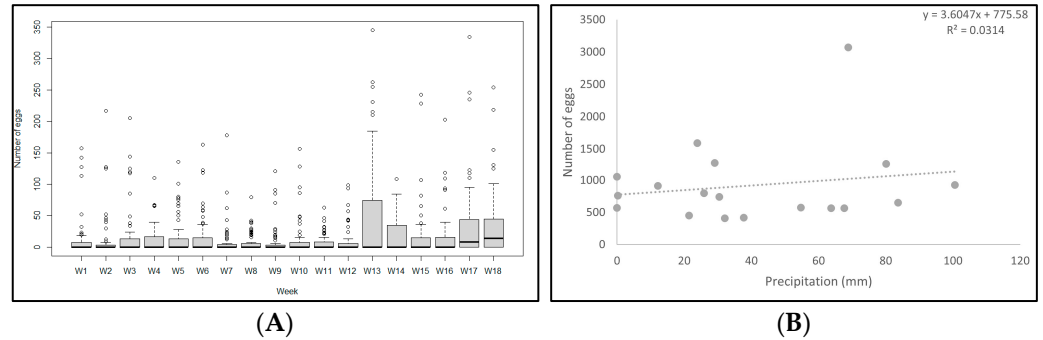 350
300
250
200
150
100
50
0
Number of eggs
W1 W2 W3 W4 W5 W6 W7 W8 W9 W10 W11 W12 W13 W14 W15 W16 W17 W18
Week
(A)
y = 3.6047x + 775.58
R² = 0.0314
3500
3000
2500
2000
1500
1000
500
0
Number of eggs
0 20 40 60 80 100 120
Precipitation (mm)
(B)